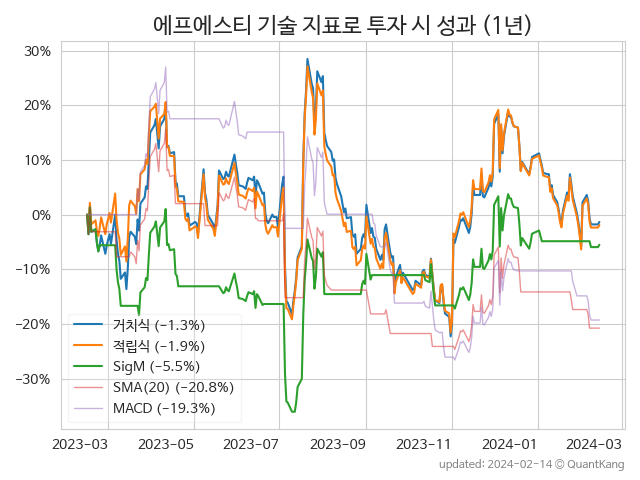 에프에스티 기술 지표로 투자 시 성과 (1년)
30%
20%
10%
0%
−10%
−20%
−30%
거치식 (−1.3%)
적립식 (−1.9%)
SigM (−5.5%)
SMA(20) (−20.8%)
MACD (−19.3%)
2023−03 2023−05 2023−07 2023−09 2023−11 2024−01 2024−03
updated: 2024−02−14 © QuantKang